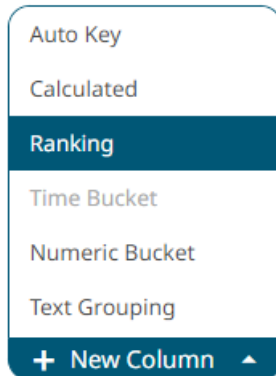 Auto Key
Calculated
Ranking
Time Bucket
Numeric Bucket
Text Grouping
+ New Column